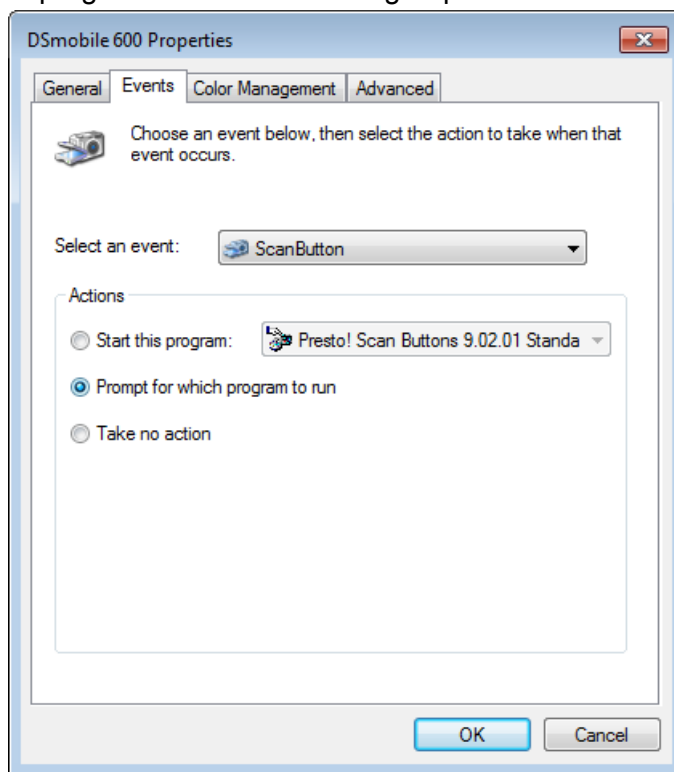 DSmobile 600 Properties
General Events Color Management Advanced
Choose an event below, then select the action to take when that
event occurs.
Select an event: ScanButton
Actions
Start this program: Presto! Scan Buttons 9.02.01 Standa
Prompt for which program to run
Take no action
OK Cancel